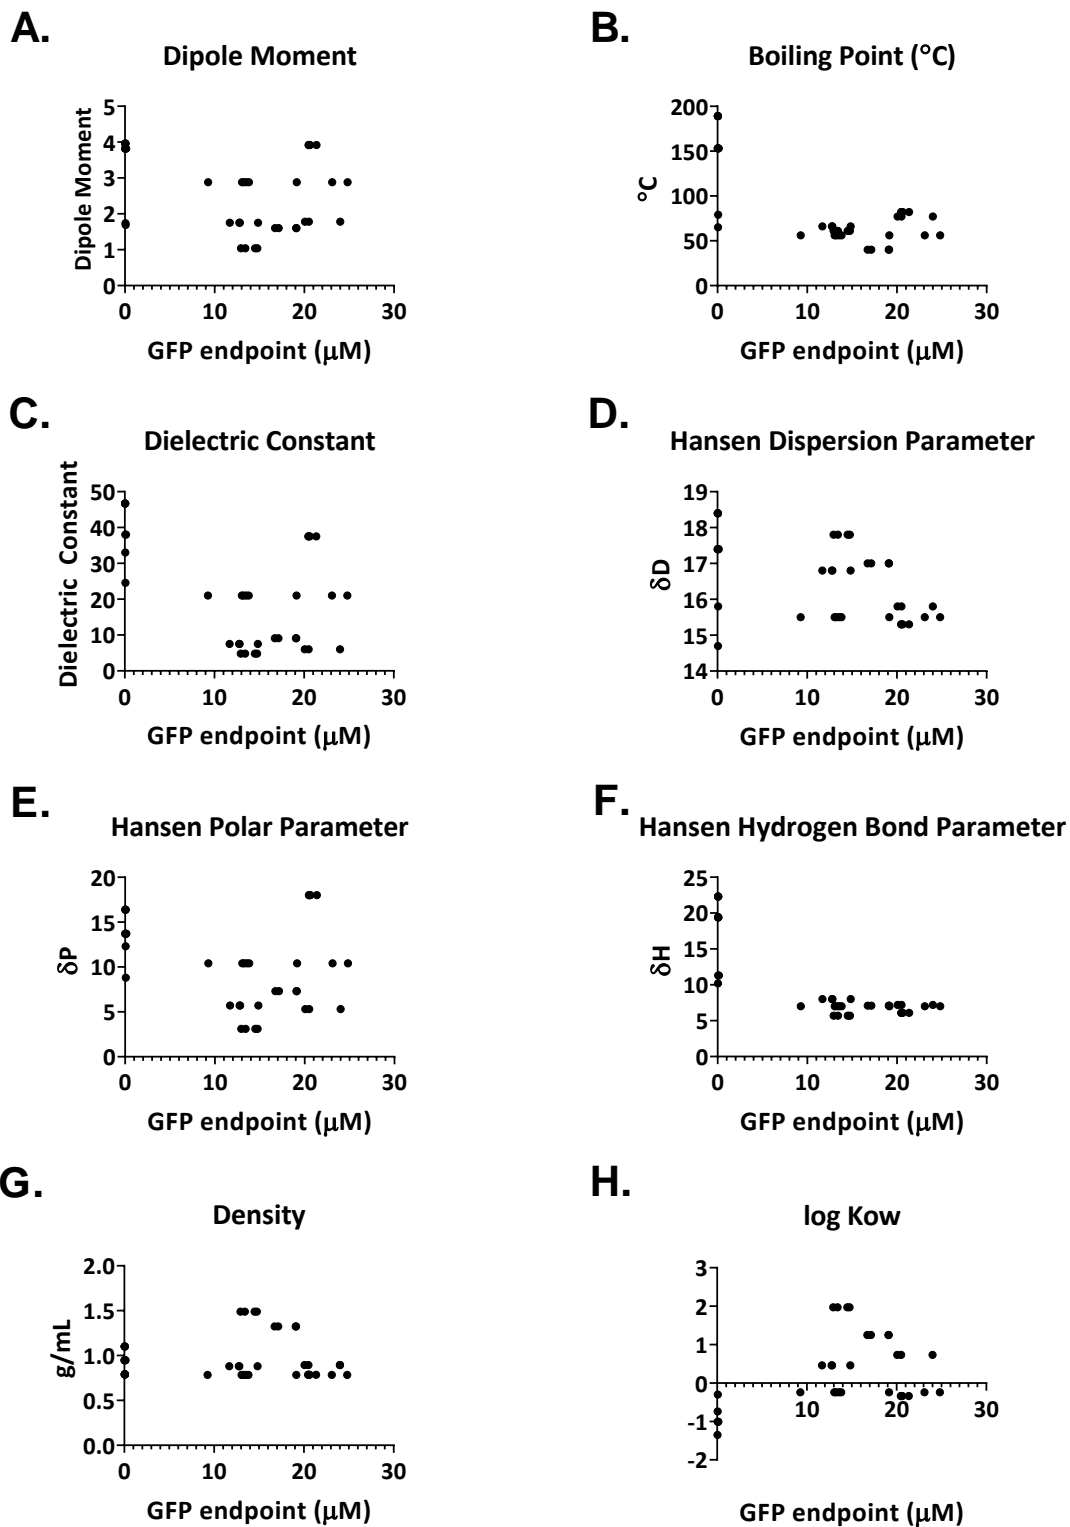 A.
Dipole Moment
Dipole Moment
5
4
3
2
1
0
0 10 20 30
GFP endpoint (μM)
B.
Boiling Point (°C)
°C
200
150
100
50
0
0 10 20 30
GFP endpoint (μM)
C.
Dielectric Constant
Dielectric Constant
50
40
30
20
10
0
0 10 20 30
GFP endpoint (μM)
D.
Hansen Dispersion Parameter
δD
19
18
17
16
15
14
0 10 20 30
GFP endpoint (μM)
E.
Hansen Polar Parameter
δP
20
15
10
5
0
0 10 20 30
GFP endpoint (μM)
F.
Hansen Hydrogen Bond Parameter
δH
25
20
15
10
5
0
0 10 20 30
GFP endpoint (μM)
G.
Density
g/mL
2.0
1.5
1.0
0.5
0.0
0 10 20 30
GFP endpoint (μM)
H.
log Kow
3
2
1
0
-1
-2
10 20 30
GFP endpoint (μM)